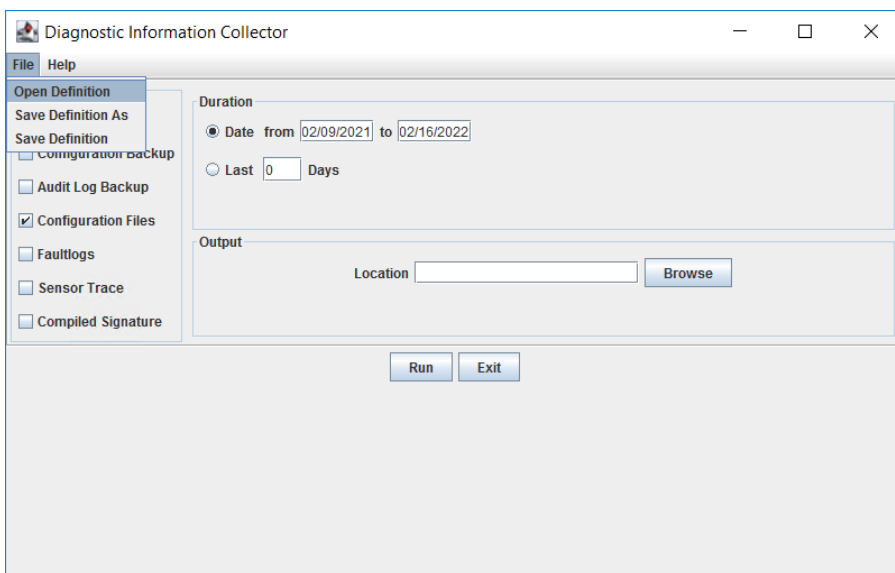 Diagnostic Information Collector
File Help
Open Definition
Save Definition As
Save Definition
Configuration Backup
Audit Log Backup
Configuration Files
Faultlogs
Sensor Trace
Compiled Signature
Duration
Date from 02/09/2021 to 02/16/2022
Last 0 Days
Output
Location Browse
Run Exit